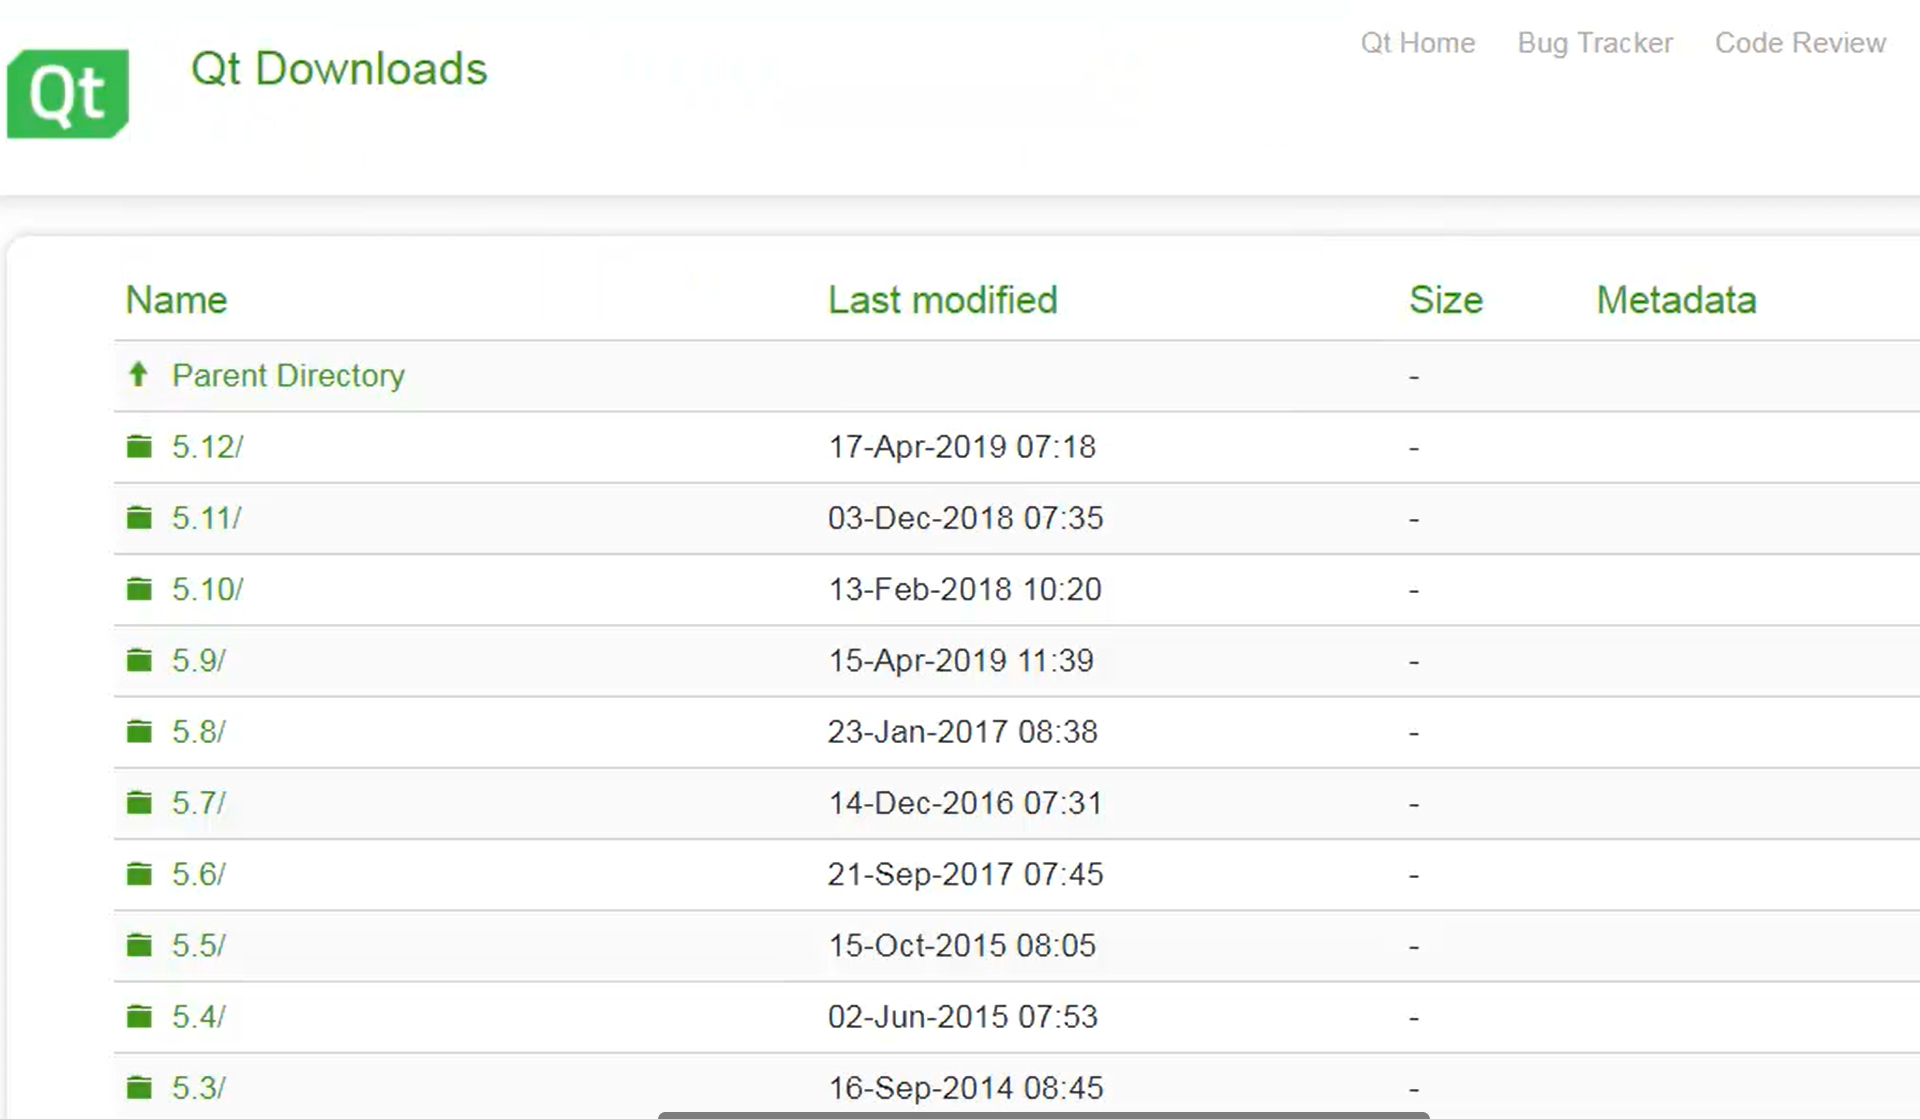 Qt Home Bug Tracker Code Review
Qt Qt Downloads
Name Last modified Size Metadata
Parent Directory -
5.12/ 17-Apr-2019 07:18 -
5.11/ 03-Dec-2018 07:35 -
5.10/ 13-Feb-2018 10:20 -
5.9/ 15-Apr-2019 11:39 -
5.8/ 23-Jan-2017 08:38 -
5.7/ 14-Dec-2016 07:31 -
5.6/ 21-Sep-2017 07:45 -
5.5/ 15-Oct-2015 08:05 -
5.4/ 02-Jun-2015 07:53 -
5.3/ 16-Sep-2014 08:45 -